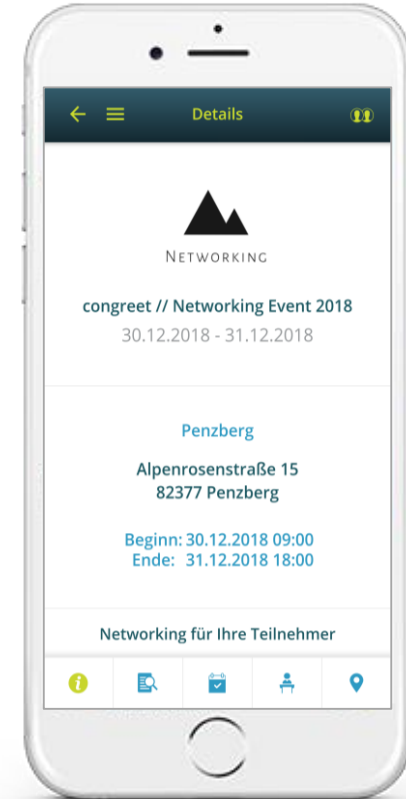 Details
NETWORKING
congreet // Networking Event 2018
30.12.2018 - 31.12.2018
Penzberg
Alpenrosenstraße 15
82377 Penzberg
Beginn: 30.12.2018 09:00
Ende: 31.12.2018 18:00
Networking für Ihre Teilnehmer
i